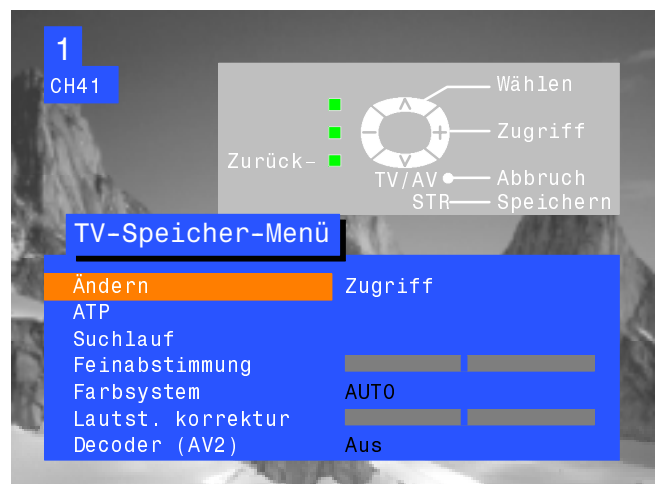 1
CH41
Wählen
Zugriff
Zurück–
TV/AV Abbruch
STR Speichern
TV-Speicher-Menü
Ändern Zugriff
ATP
Suchlauf
Feinabstimmung
Farbsystem AUTO
Lautst. korrektur
Decoder (AV2) Aus